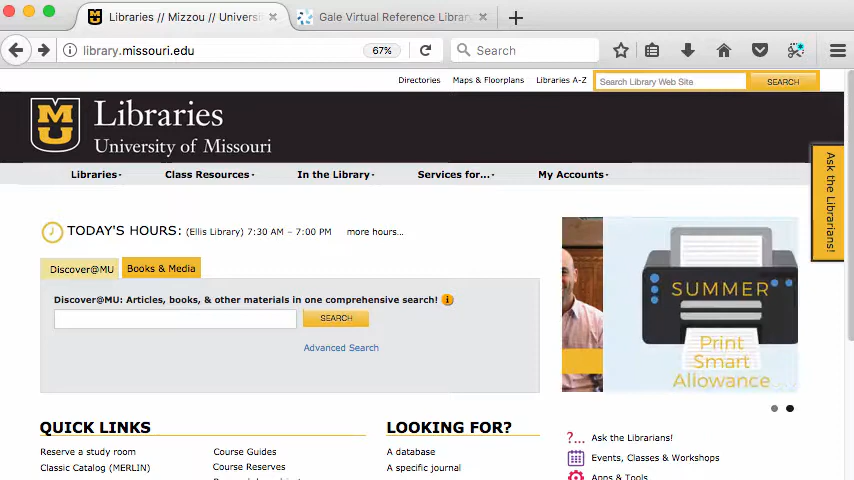 Libraries // Mizzou // Universi
Gale Virtual Reference Library
library.missouri.edu
67%
Search
Directories
Maps & Floorplans
Libraries A-Z
Search Library Web Site
SEARCH
MU
Libraries
University of Missouri
Ask the Librarians!
Libraries
Class Resources
In the Library
Services for...
My Accounts
TODAY'S HOURS: (Ellis Library) 7:30 AM – 7:00 PM more hours...
Discover@MU
Books & Media
Discover@MU: Articles, books, & other materials in one comprehensive search!
SEARCH
Advanced Search
SUMMER
Print
Smart
Allowance
QUICK LINKS
Reserve a study room
Classic Catalog (MERLIN)
Course Guides
Course Reserves
LOOKING FOR?
A database
A specific journal
?... Ask the Librarians!
Events, Classes & Workshops
Apps & Tools